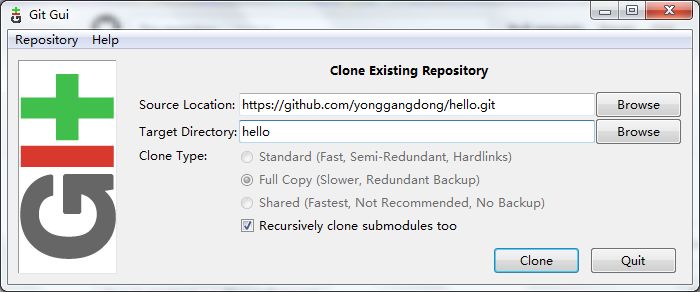 Git Gui
Repository Help
Clone Existing Repository
Source Location: https://github.com/yonggangdong/hello.git Browse
Target Directory: hello Browse
Clone Type: Standard (Fast, Semi-Redundant, Hardlinks)
Full Copy (Slower, Redundant Backup)
Shared (Fastest, Not Recommended, No Backup)
Recursively clone submodules too
Clone Quit
Git